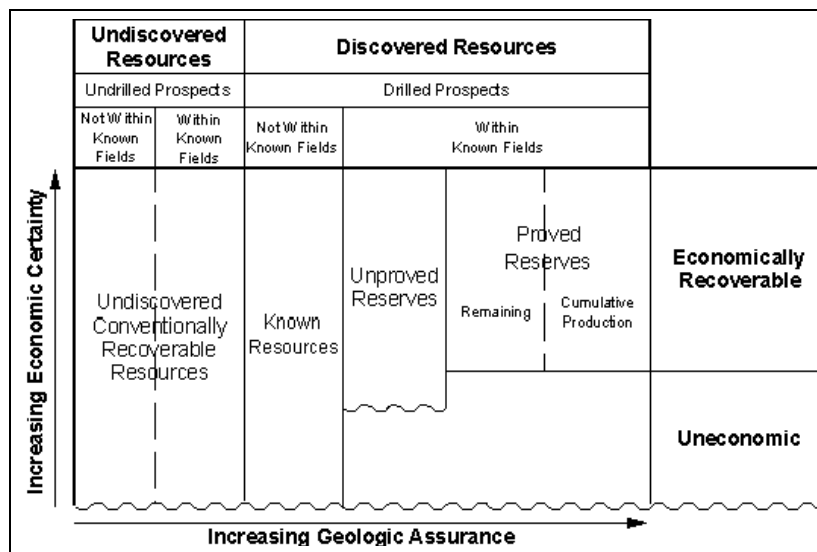 Undiscovered
Resources
Discovered Resources
Undrilled Prospects
Drilled Prospects
Not Within
Known
Fields
Within
Known
Fields
Not Within
Known Fields
Within
Known Fields
Increasing Economic Certainty
Undiscovered
Conventionally
Recoverable
Resources
Known
Resources
Unproved
Reserves
Proved
Reserves
Remaining
Cumulative
Production
Economically
Recoverable
Uneconomic
Increasing Geologic Assurance